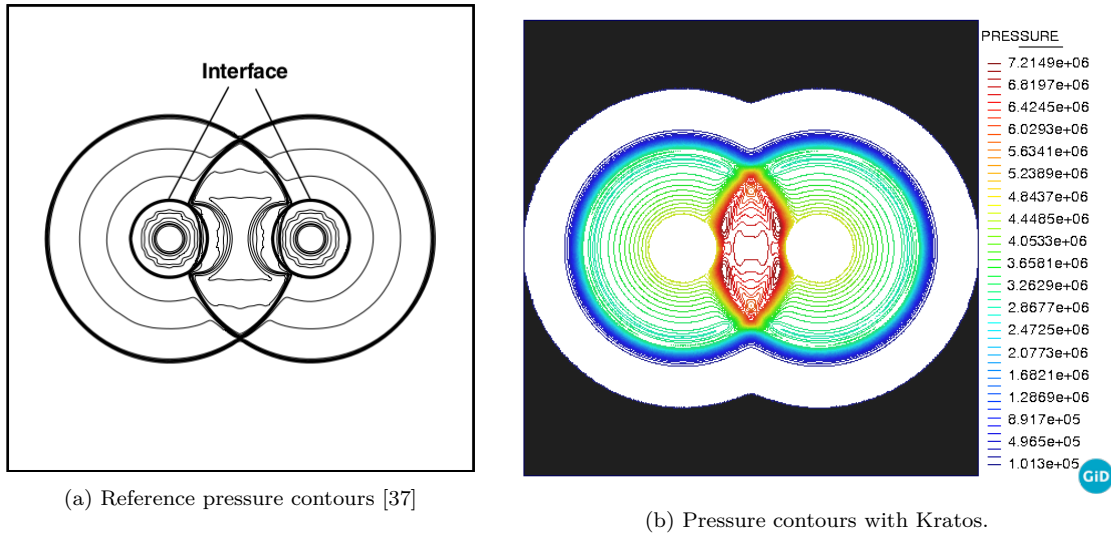 Interface
(a) Reference pressure contours [37]
PRESSURE
7.2149e+06
6.8197e+06
6.4245e+06
6.0293e+06
5.6341e+06
5.2389e+06
4.8437e+06
4.4485e+06
4.0533e+06
3.6581e+06
3.2629e+06
2.8677e+06
2.4725e+06
2.0773e+06
1.6821e+06
1.2869e+06
8.917e+05
4.965e+05
1.013e+05
GiD
(b) Pressure contours with Kratos.